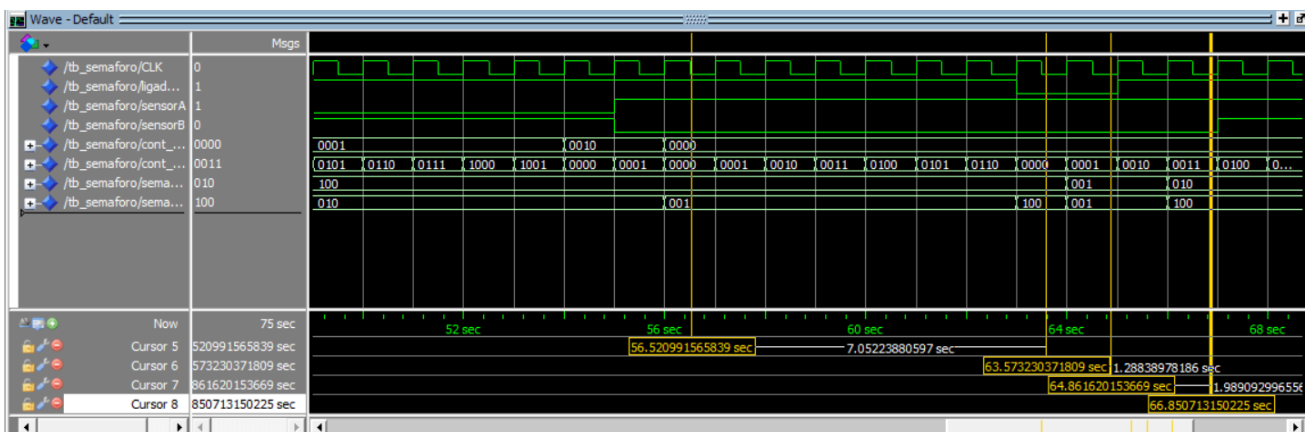 Wave - Default
Msgs
/tb_semaforo/CLK 0
/tb_semaforo/ligad... 1
/tb_semaforo/sensorA 1
/tb_semaforo/sensorB 0
/tb_semaforo/cont_... 0000 0001 0010 0000
/tb_semaforo/cont_... 0011 0101 0110 0111 1000 1001 0000 0001 0000 0001 0010 0011 0100 0101 0110 0000 0001 0010 0011 0100 0...
/tb_semaforo/sema... 010 100 001 010
/tb_semaforo/sema... 100 010 001 100 001 100
Now 75 sec 52 sec 56 sec 60 sec 64 sec 68 sec
Cursor 5 520991565839 sec 56.520991565839 sec 7.05223880597 sec
Cursor 6 573230371809 sec 63.573230371809 sec 1.28838978186 sec
Cursor 7 861620153669 sec 64.861620153669 sec 1.989092996556
Cursor 8 850713150225 sec 66.850713150225 sec